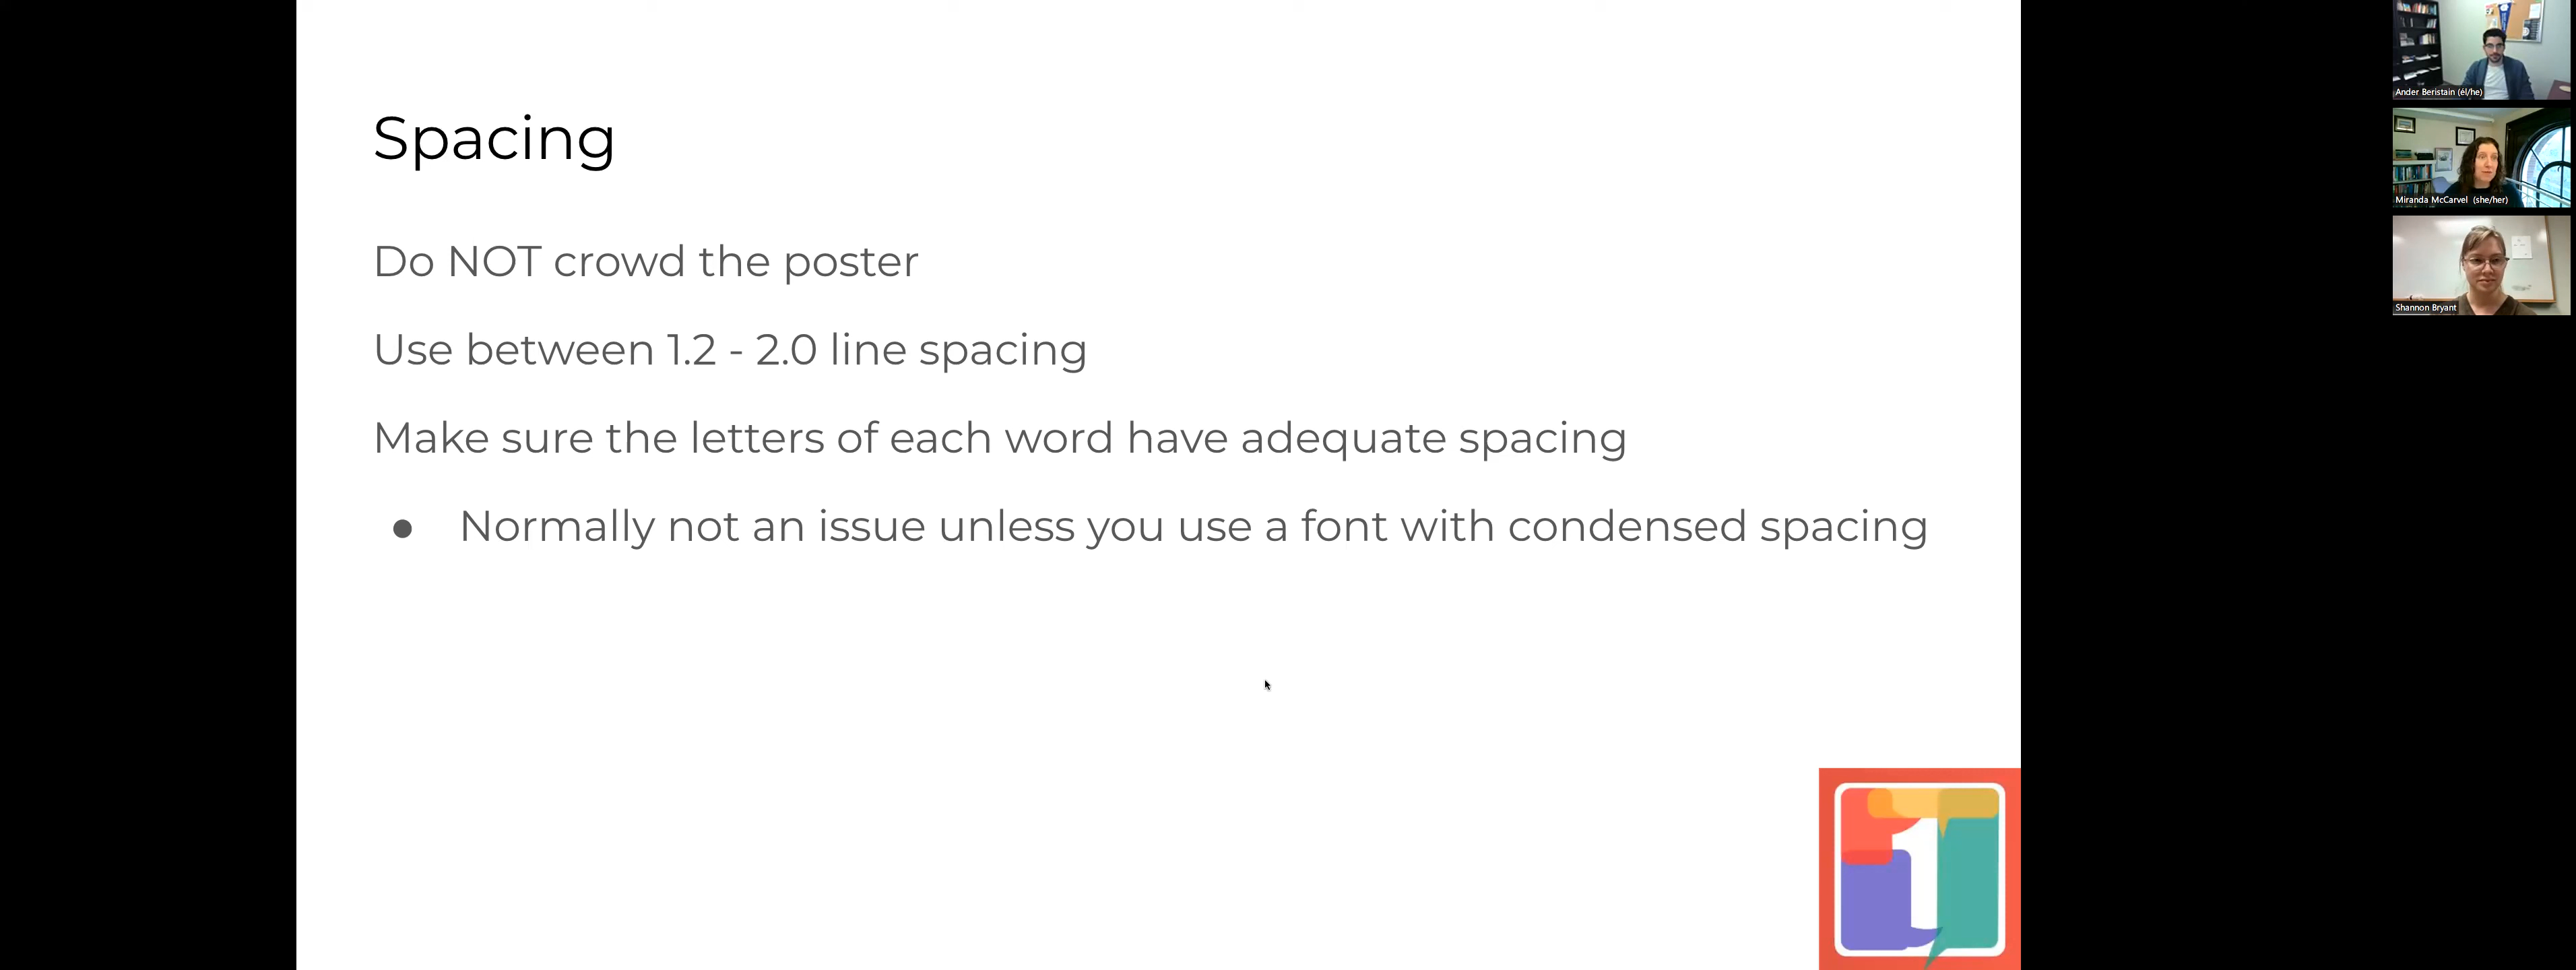 Spacing
Do NOT crowd the poster
Use between 1.2 - 2.0 line spacing
Make sure the letters of each word have adequate spacing
● Normally not an issue unless you use a font with condensed spacing
1
Ander Beristain (él/he)
Miranda McCarvel (she/her)
Shannon Bryant